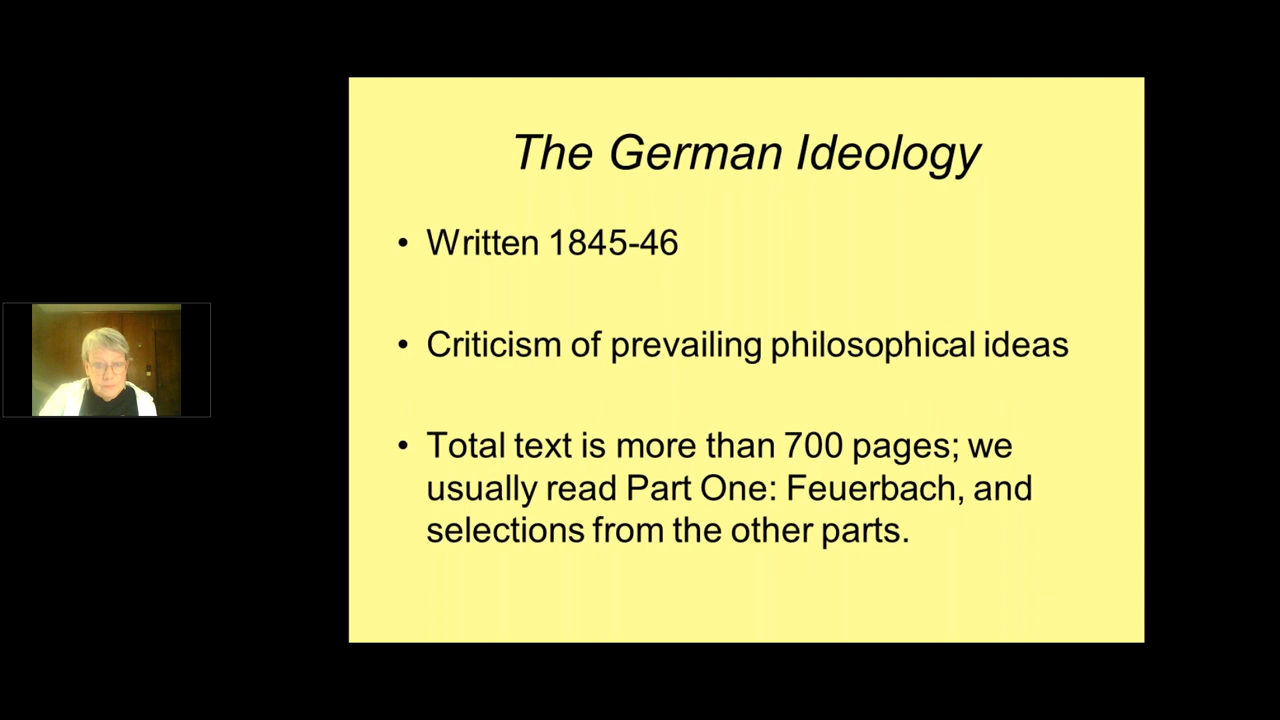 The German Ideology
• Written 1845-46
• Criticism of prevailing philosophical ideas
• Total text is more than 700 pages; we
usually read Part One: Feuerbach, and
selections from the other parts.